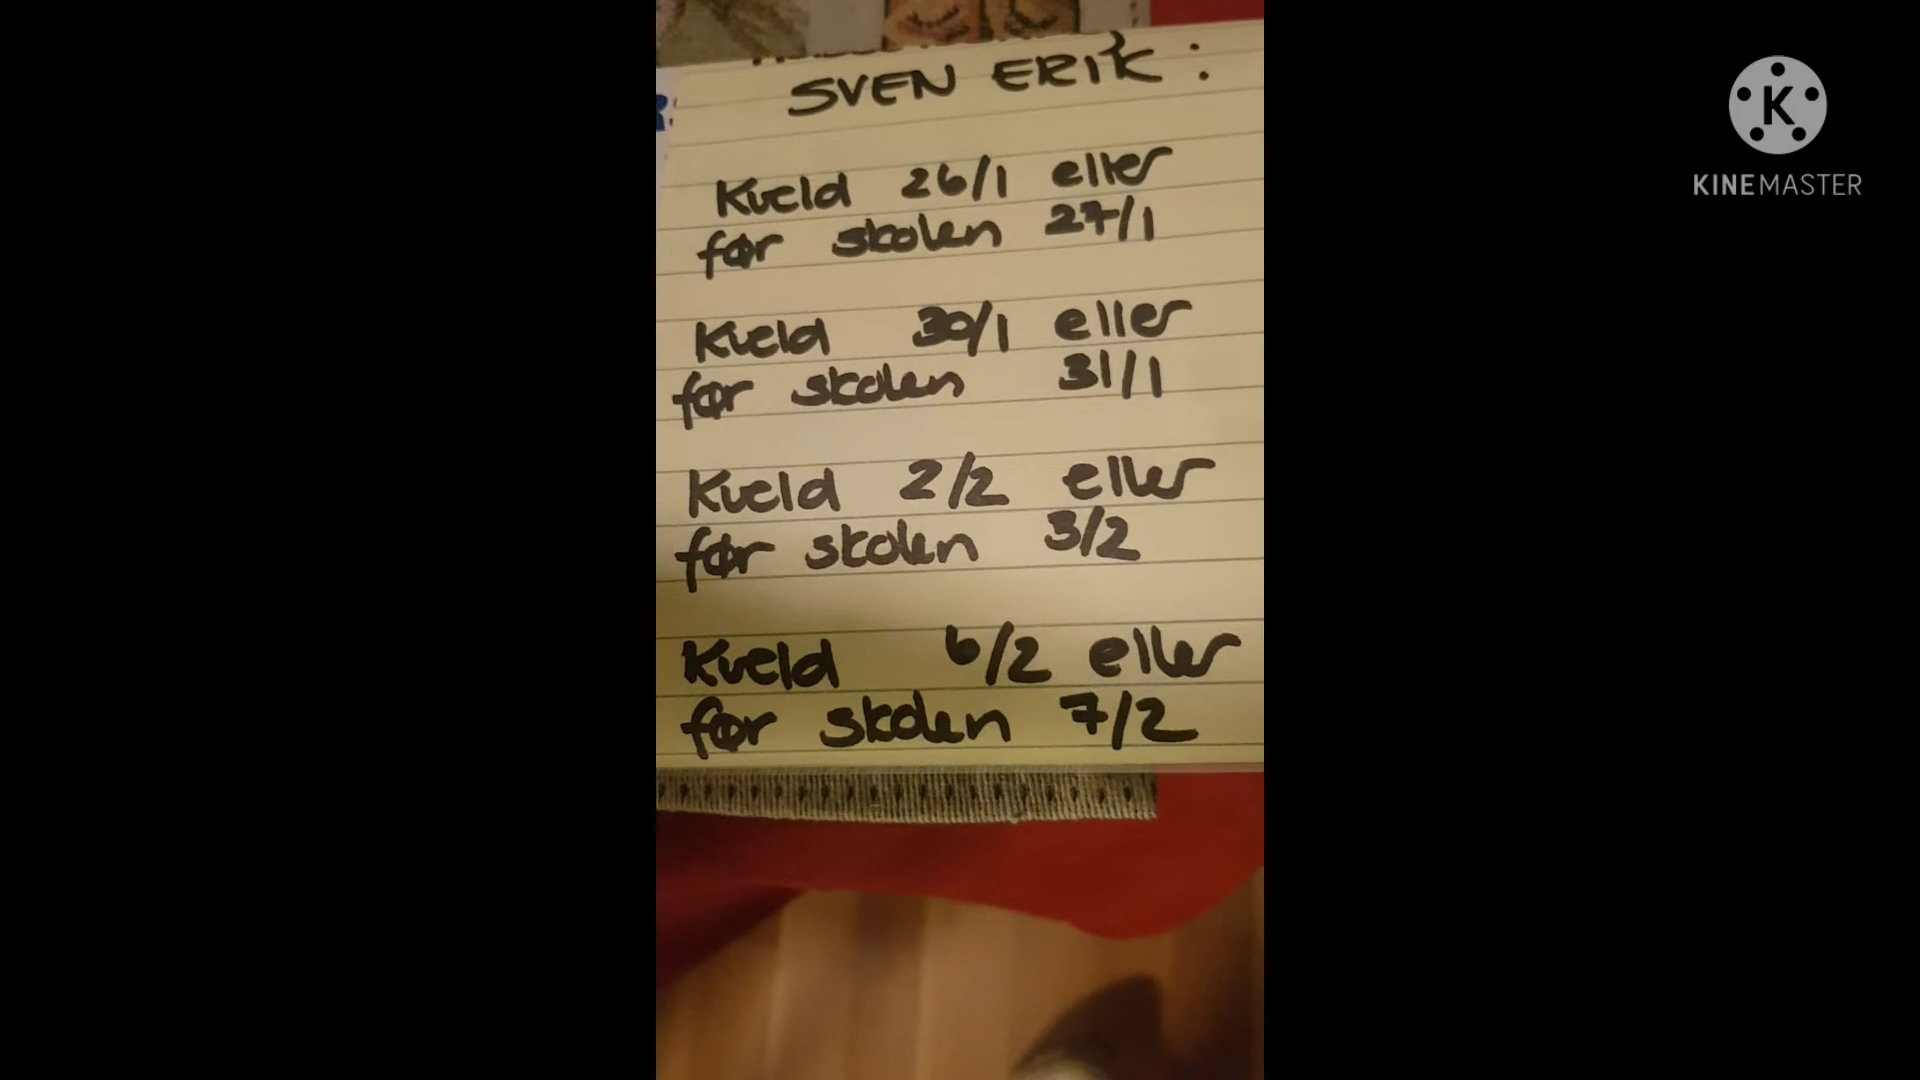 SVEN ERIK:
Kveld 26/1 eller
før skolen 27/1
Kveld 30/1 eller
før skolen 31/1
Kveld 2/2 eller
før skolen 3/2
Kveld 6/2 eller
før skolen 7/2
K
KINEMASTER